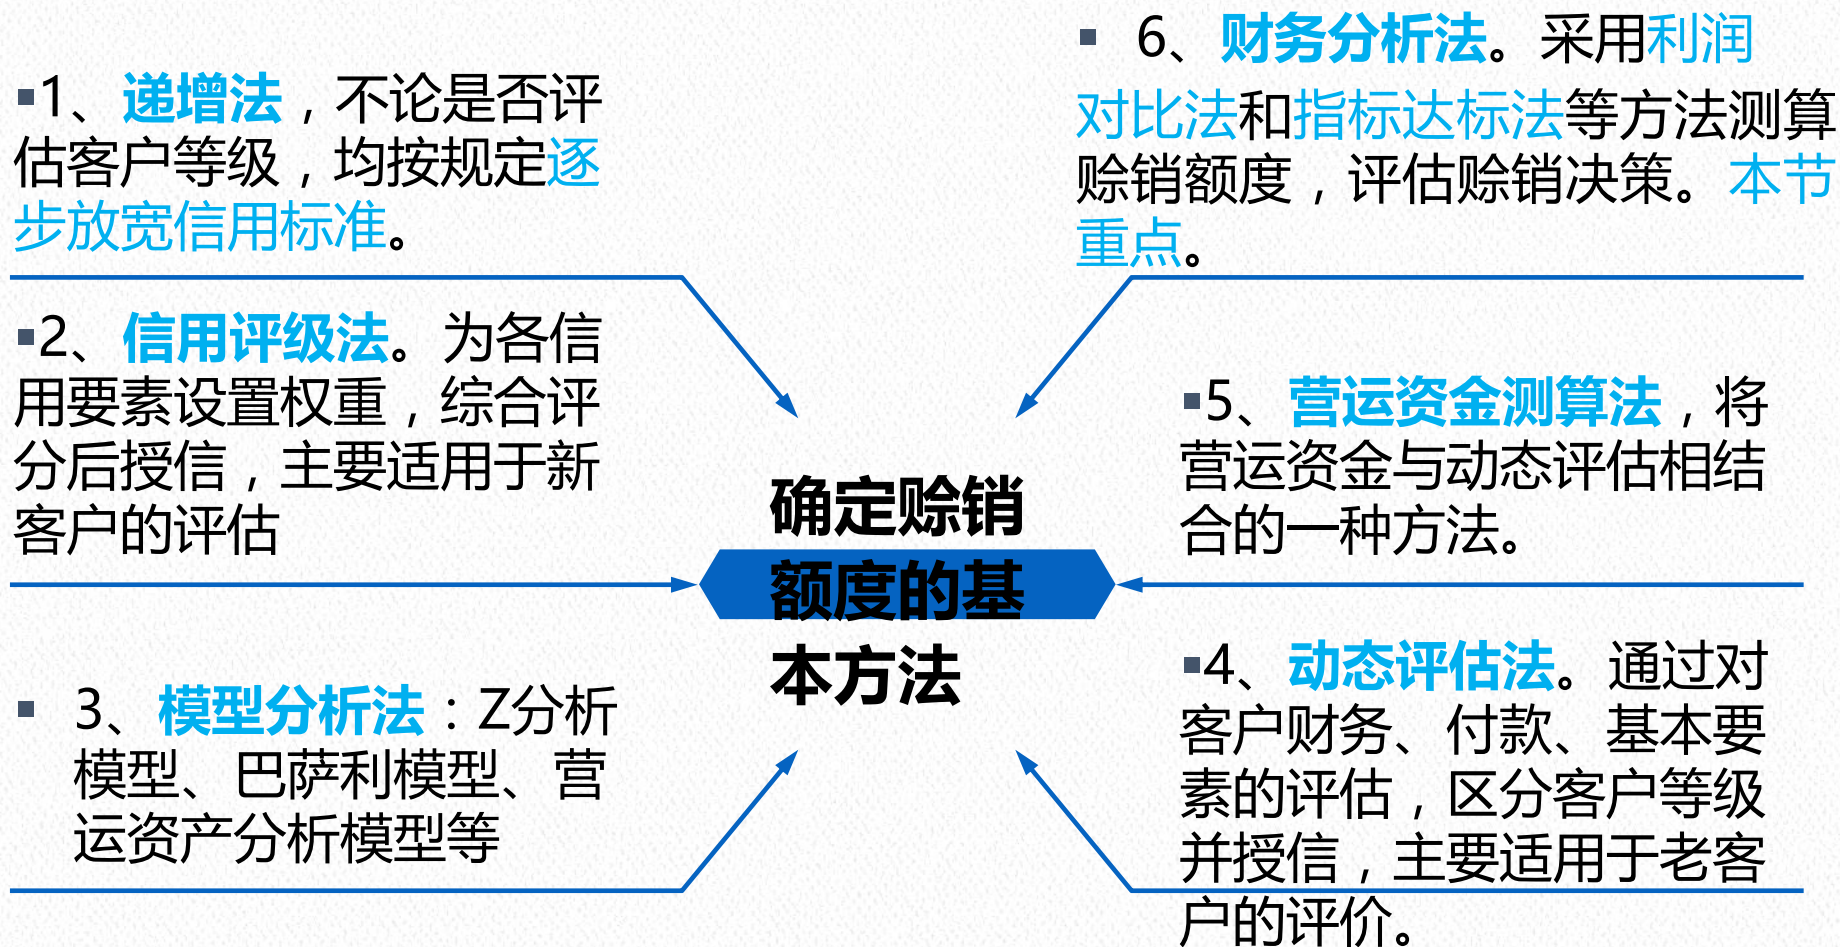 1、递增法，不论是否评
估客户等级，均按规定逐
步放宽信用标准。
2、信用评级法。为各信
用要素设置权重，综合评
分后授信，主要适用于新
客户的评估
3、模型分析法：Z分析
模型、巴萨利模型、营
运资产分析模型等
确定赊销
额度的基
本方法
6、财务分析法。采用利润
对比法和指标达标法等方法测算
赊销额度，评估赊销决策。本节
重点。
5、营运资金测算法，将
营运资金与动态评估相结
合的一种方法。
4、动态评估法。通过对
客户财务、付款、基本要
素的评估，区分客户等级
并授信，主要适用于老客
户的评价。